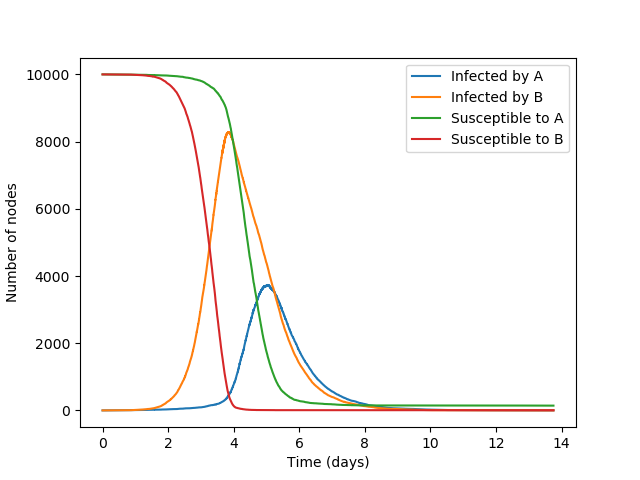 Infected by A
Infected by B
Susceptible to A
Susceptible to B
Number of nodes
10000
8000
6000
4000
2000
0
0 2 4 6 8 10 12 14
Time (days)